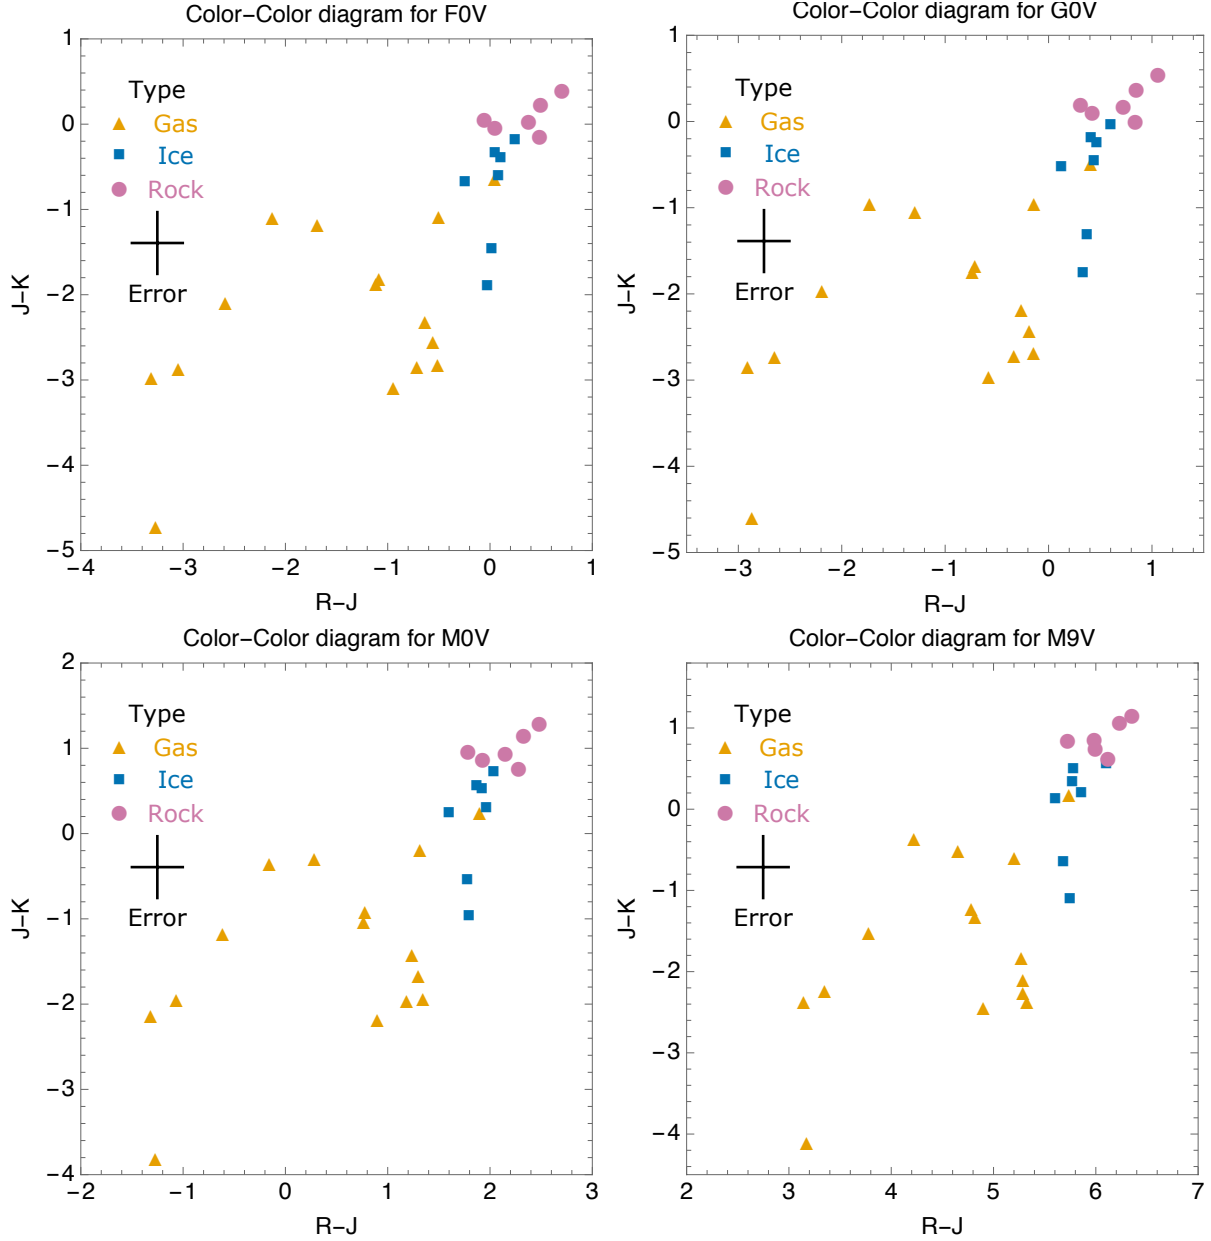 Color–Color diagram for F0V
1
0
−1
−2
−3
−4
−5
J–K
Type
Gas
Ice
Rock
Error
−4
−3
−2
−1
0
1
R–J
Color–Color diagram for G0V
1
0
−1
−2
−3
−4
−5
J–K
Type
Gas
Ice
Rock
Error
−3
−2
−1
0
1
R–J
Color–Color diagram for M0V
2
1
0
−1
−2
−3
−4
J–K
Type
Gas
Ice
Rock
Error
−2
−1
0
1
2
3
R–J
Color–Color diagram for M9V
1
0
−1
−2
−3
−4
J–K
Type
Gas
Ice
Rock
Error
2
3
4
5
6
7
R–J